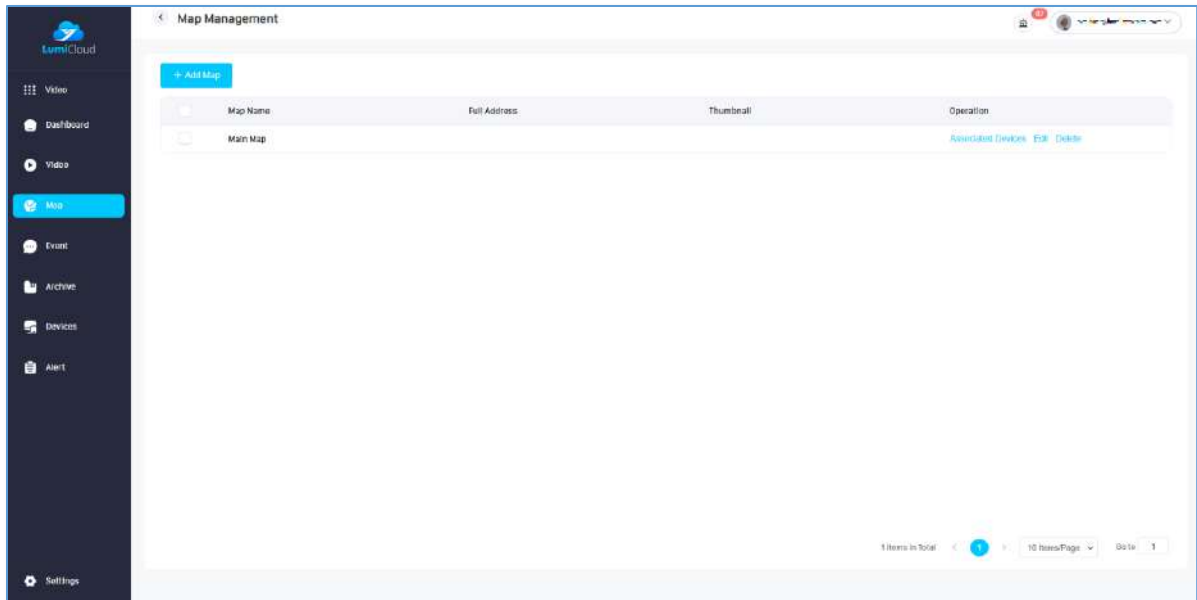 LumiCloud
Video
Dashboard
Video
Map
Event
Archive
Devices
Alert
Settings
Map Management
+ Add Map
Map Name Full Address Thumbnail Operation
Main Map Associated Devices Edit Delete
1 Items in Total 1 10 Items/Page Go to 1